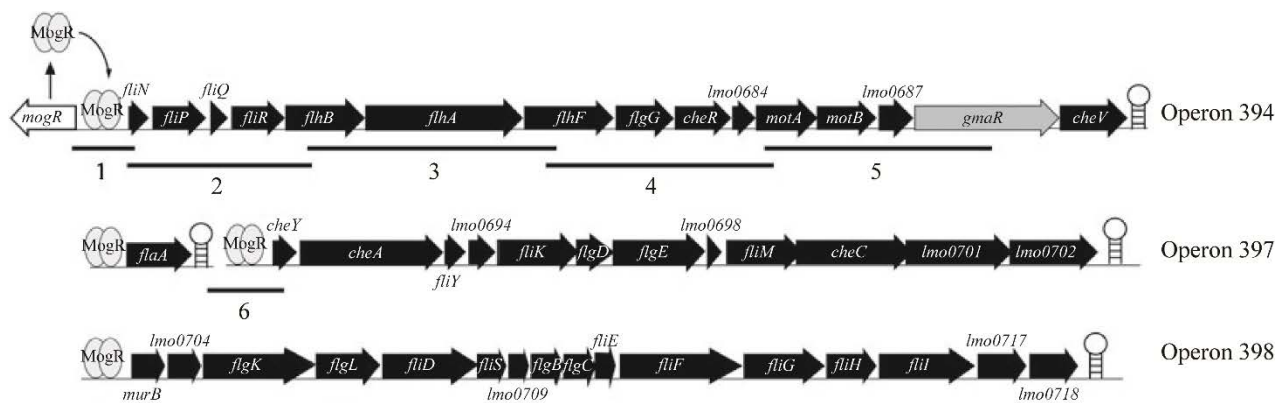 MogR
fliQ
fliN lmo0684 lmo0687
mogR MogR fliP fliR flhB flhA flhF flgG cheR motA motB gmaR cheV Operon 394
1 2 3 4 5
cheY lmo0694 lmo0698
MogR flaA MogR cheA fliK flgD flgE fliM cheC lmo0701 lmo0702 Operon 397
fliY
6
lmo0704 fliE lmo0717
MogR flgK flgL fliD fliS flgB flgC fliF fliG fliH fliI Operon 398
murB lmo0709 lmo0718